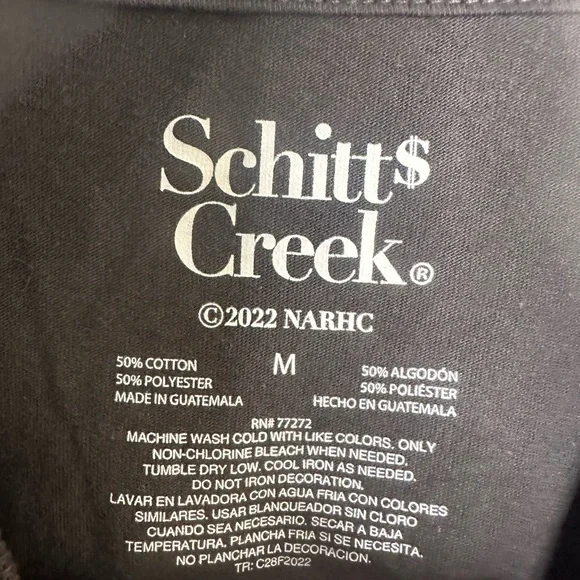 Schitt$
Creek®
©2022 NARHC
50% COTTON
50% POLYESTER
MADE IN GUATEMALA
M
50% ALGODÓN
50% POLIÉSTER
HECHO EN GUATEMALA
RN# 77272
MACHINE WASH COLD WITH LIKE COLORS. ONLY
NON-CHLORINE BLEACH WHEN NEEDED.
TUMBLE DRY LOW. COOL IRON AS NEEDED.
DO NOT IRON DECORATION.
LAVAR EN LAVADORA CON AGUA FRIA CON COLORES
SIMILARES. USAR BLANQUEADOR SIN CLORO
CUANDO SEA NECESARIO. SECAR A BAJA
TEMPERATURA. PLANCHA FRIA SI SE NECESITA.
NO PLANCHAR LA DECORACION.
TR: C28F2022